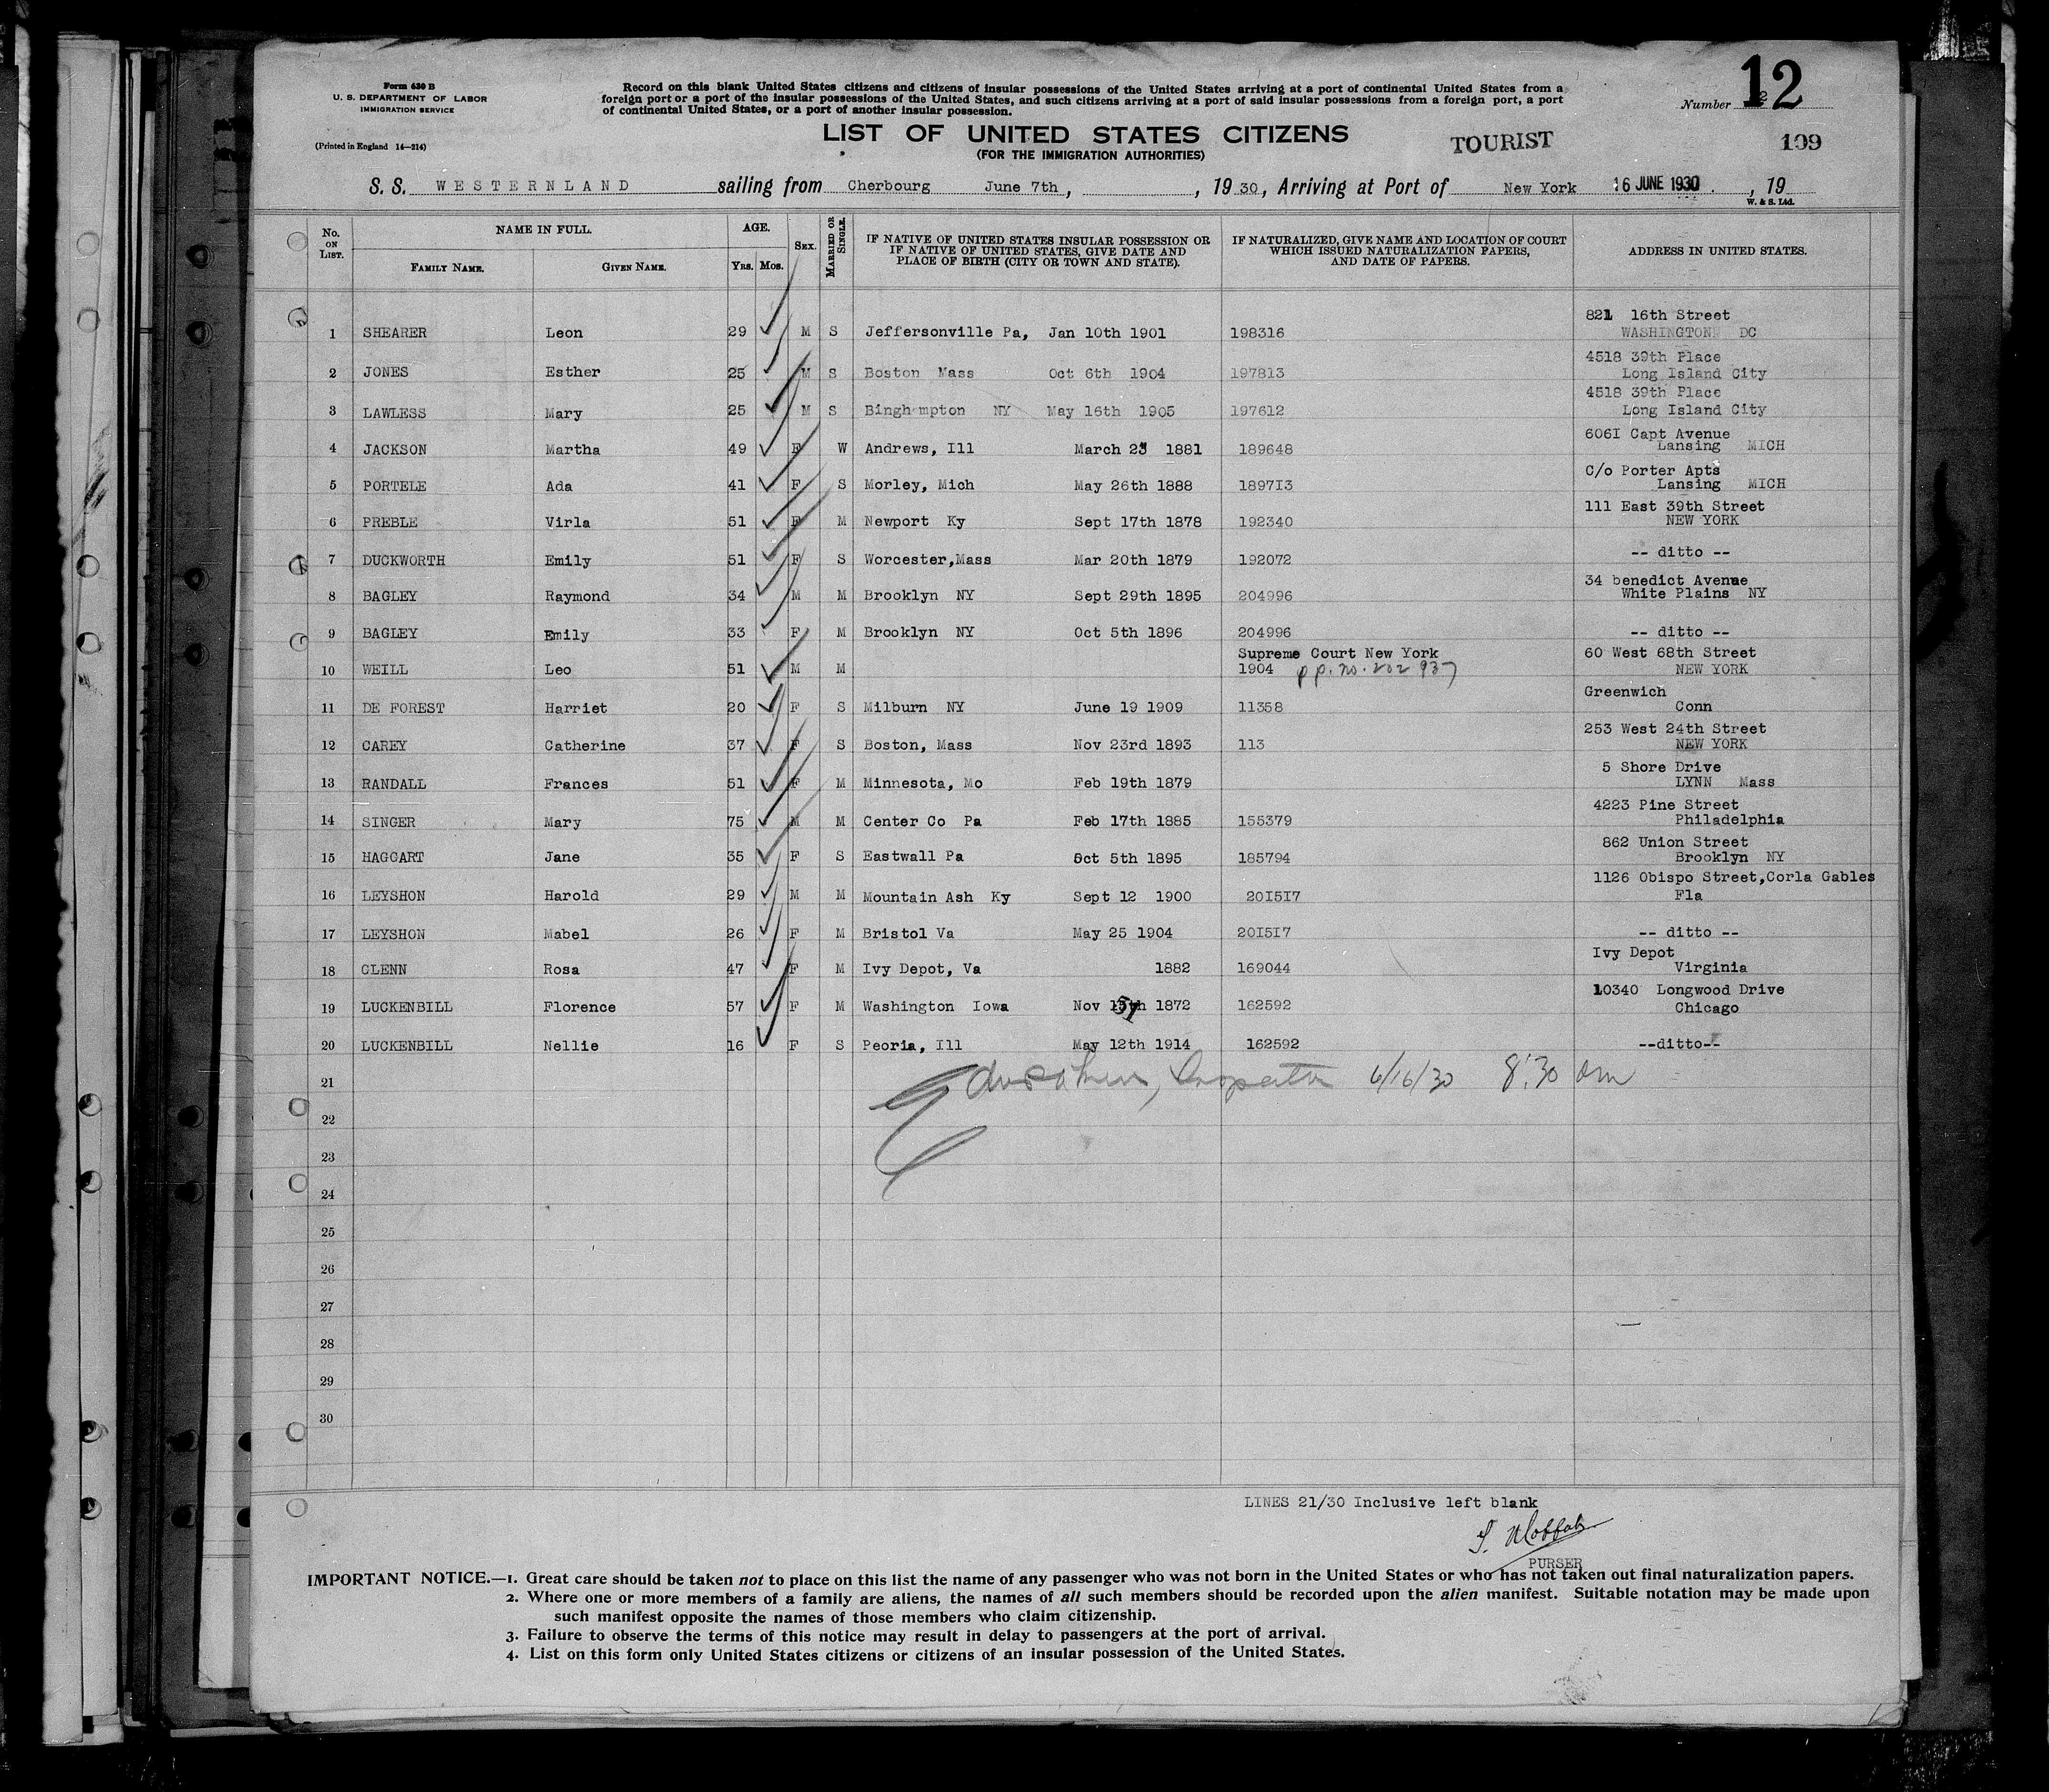 Form 630 B
U. S. DEPARTMENT OF LABOR
IMMIGRATION SERVICE
(Printed in England 14—214)
Record on this blank United States citizens and citizens of insular possessions of the United States arriving at a port of continental United States from a
foreign port or a port of the insular possessions of the United States, and such citizens arriving at a port of said insular possessions from a foreign port, a port
of continental United States, or a port of another insular possession.
Number 12
LIST OF UNITED STATES CITIZENS
(FOR THE IMMIGRATION AUTHORITIES)
TOURIST
109
S. S. WESTERNLAND sailing from Cherbourg June 7th, , 1930, Arriving at Port of New York 16 JUNE 1930 , 19
W. & S. Ltd.
No. ON LIST. NAME IN FULL. FAMILY NAME. GIVEN NAME. AGE. YRS. MOS. SEX. MARRIED OR SINGLE. IF NATIVE OF UNITED STATES INSULAR POSSESSION OR IF NATIVE OF UNITED STATES, GIVE DATE AND PLACE OF BIRTH (CITY OR TOWN AND STATE). IF NATURALIZED, GIVE NAME AND LOCATION OF COURT WHICH ISSUED NATURALIZATION PAPERS, AND DATE OF PAPERS. ADDRESS IN UNITED STATES.
1 SHEARER Leon 29 M S Jeffersonville Pa, Jan 10th 1901 198316 821 16th Street WASHINGTON DC
2 JONES Esther 25 M S Boston Mass Oct 6th 1904 197813 4518 39th Place Long Island City
3 LAWLESS Mary 25 M S Binghampton NY May 16th 1905 197612 4518 39th Place Long Island City
4 JACKSON Martha 49 F W Andrews, Ill March 23 1881 189648 606I Capt Avenue Lansing MICH
5 PORTELE Ada 41 F S Morley, Mich May 26th 1888 1897I3 C/o Porter Apts Lansing MICH
6 PREBLE Virla 51 F M Newport Ky Sept 17th 1878 192340 111 East 39th Street NEW YORK
7 DUCKWORTH Emily 51 F S Worcester,Mass Mar 20th 1879 192072 -- ditto --
8 BAGLEY Raymond 34 M M Brooklyn NY Sept 29th 1895 204996 34 benedict Avenue White Plains NY
9 BAGLEY Emily 33 F M Brooklyn NY Oct 5th 1896 204996 -- ditto --
10 WEILL Leo 51 M M Supreme Court New York 1904 pp. no. 202 937 60 West 68th Street NEW YORK
11 DE FOREST Harriet 20 F S Milburn NY June 19 1909 11358 Greenwich Conn
12 CAREY Catherine 37 F S Boston, Mass Nov 23rd 1893 113 253 West 24th Street NEW YORK
13 RANDALL Frances 51 F M Minnesota, Mo Feb 19th 1879 5 Shore Drive LYNN Mass
14 SINGER Mary 75 M M Center Co Pa Feb 17th 1885 155379 4223 Pine Street Philadelphia
15 HAGGART Jane 35 F S Eastwall Pa Oct 5th 1895 185794 862 Union Street Brooklyn NY
16 LEYSHON Harold 29 M M Mountain Ash Ky Sept 12 1900 20I5I7 1126 Obispo Street,Corla Gables Fla
17 LEYSHON Mabel 26 F M Bristol Va May 25 1904 20I5I7 -- ditto --
18 GLENN Rosa 47 F M Ivy Depot, Va 1882 169044 Ivy Depot Virginia
19 LUCKENBILL Florence 57 F M Washington Iowa Nov 1872 162592 10340 Longwood Drive Chicago
20 LUCKENBILL Nellie 16 F S Peoria, Ill May 12th 1914 162592 --ditto--
21 6/16/30 8:30 am
22
23
24
25
26
27
28
29
30
LINES 21/30 Inclusive left blank
PURSER
IMPORTANT NOTICE.—1. Great care should be taken not to place on this list the name of any passenger who was not born in the United States or who has not taken out final naturalization papers.
2. Where one or more members of a family are aliens, the names of all such members should be recorded upon the alien manifest. Suitable notation may be made upon
such manifest opposite the names of those members who claim citizenship.
3. Failure to observe the terms of this notice may result in delay to passengers at the port of arrival.
4. List on this form only United States citizens or citizens of an insular possession of the United States.